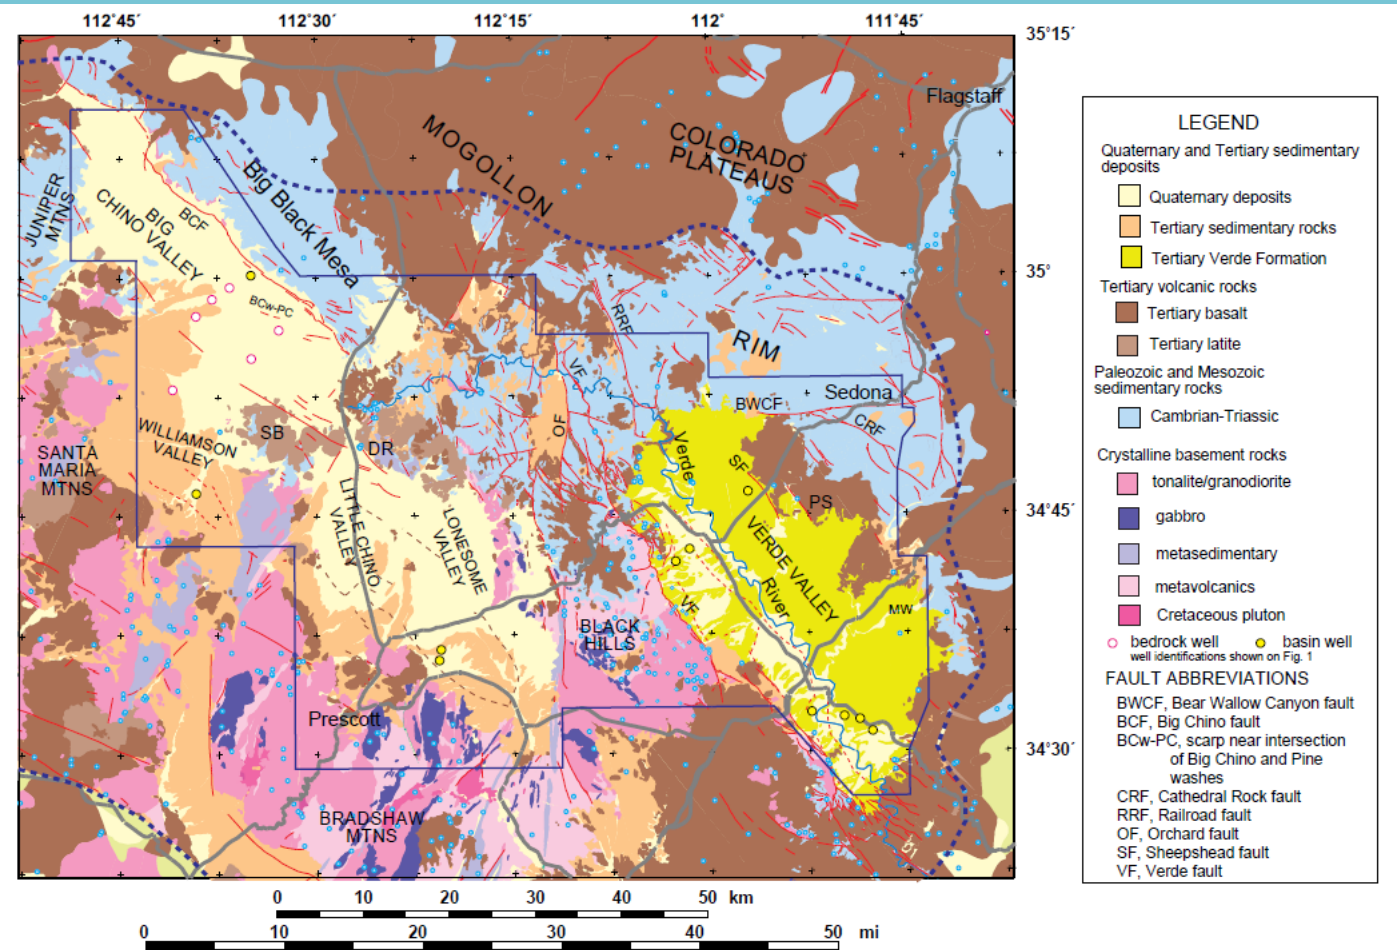 112°45′ 112°30′ 112°15′ 112° 111°45′
35°15′
Flagstaff
MOGOLLON
COLORADO
PLATEAUS
JUNIPER
MTNS
Big Black Mesa
BCF
BIG
CHINO VALLEY
35°
BCw-PC
RRF
RIM
VF
Sedona
BWCF
CRF
OF
WILLIAMSON
VALLEY
SB
DR
SANTA
MARIA
MTNS
Verde
SF
PS
34°45′
LITTLE CHINO
VALLEY
LONESOME
VALLEY
VERDE VALLEY
River
VF
MW
BLACK
HILLS
Prescott
34°30′
BRADSHAW
MTNS
0 10 20 30 40 50 km
0 10 20 30 40 50 mi
LEGEND
Quaternary and Tertiary sedimentary
deposits
Quaternary deposits
Tertiary sedimentary rocks
Tertiary Verde Formation
Tertiary volcanic rocks
Tertiary basalt
Tertiary latite
Paleozoic and Mesozoic
sedimentary rocks
Cambrian-Triassic
Crystalline basement rocks
tonalite/granodiorite
gabbro
metasedimentary
metavolcanics
Cretaceous pluton
bedrock well basin well
well identifications shown on Fig. 1
FAULT ABBREVIATIONS
BWCF, Bear Wallow Canyon fault
BCF, Big Chino fault
BCw-PC, scarp near intersection
of Big Chino and Pine
washes
CRF, Cathedral Rock fault
RRF, Railroad fault
OF, Orchard fault
SF, Sheepshead fault
VF, Verde fault